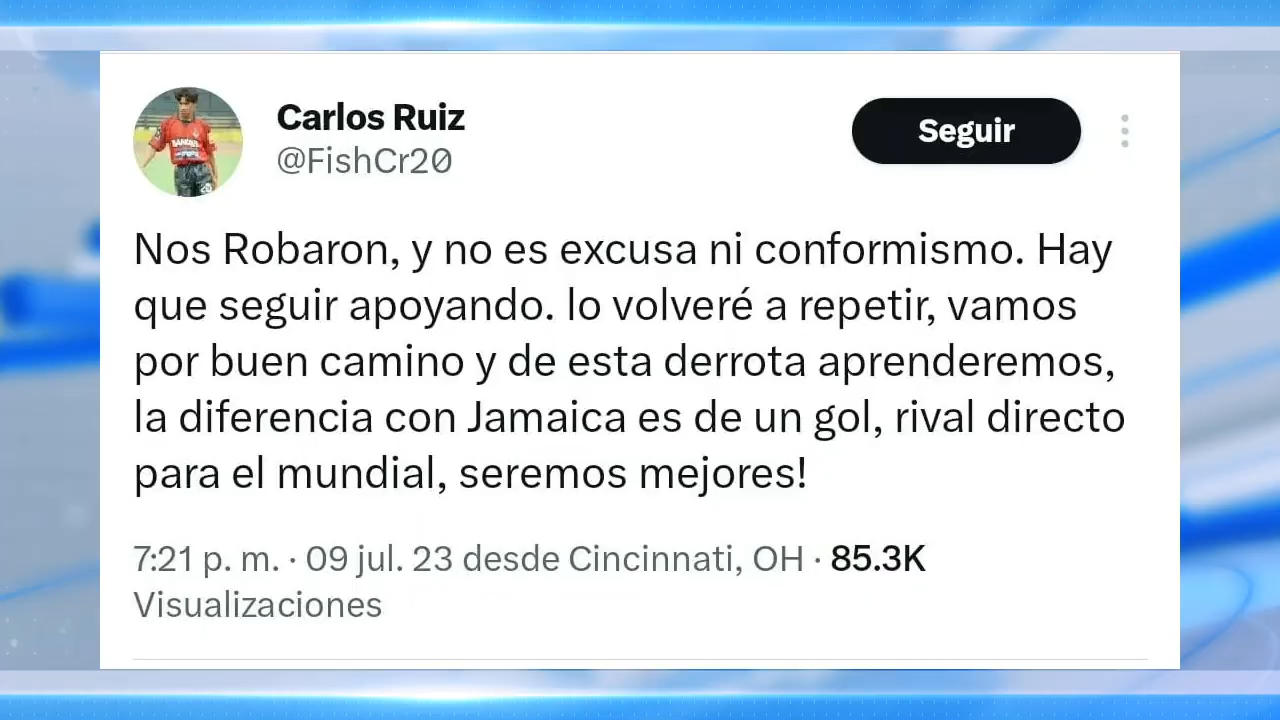 Carlos Ruiz
@FishCr20
Seguir
Nos Robaron, y no es excusa ni conformismo. Hay
que seguir apoyando. lo volveré a repetir, vamos
por buen camino y de esta derrota aprenderemos,
la diferencia con Jamaica es de un gol, rival directo
para el mundial, seremos mejores!
7:21 p. m. · 09 jul. 23 desde Cincinnati, OH · 85.3K
Visualizaciones